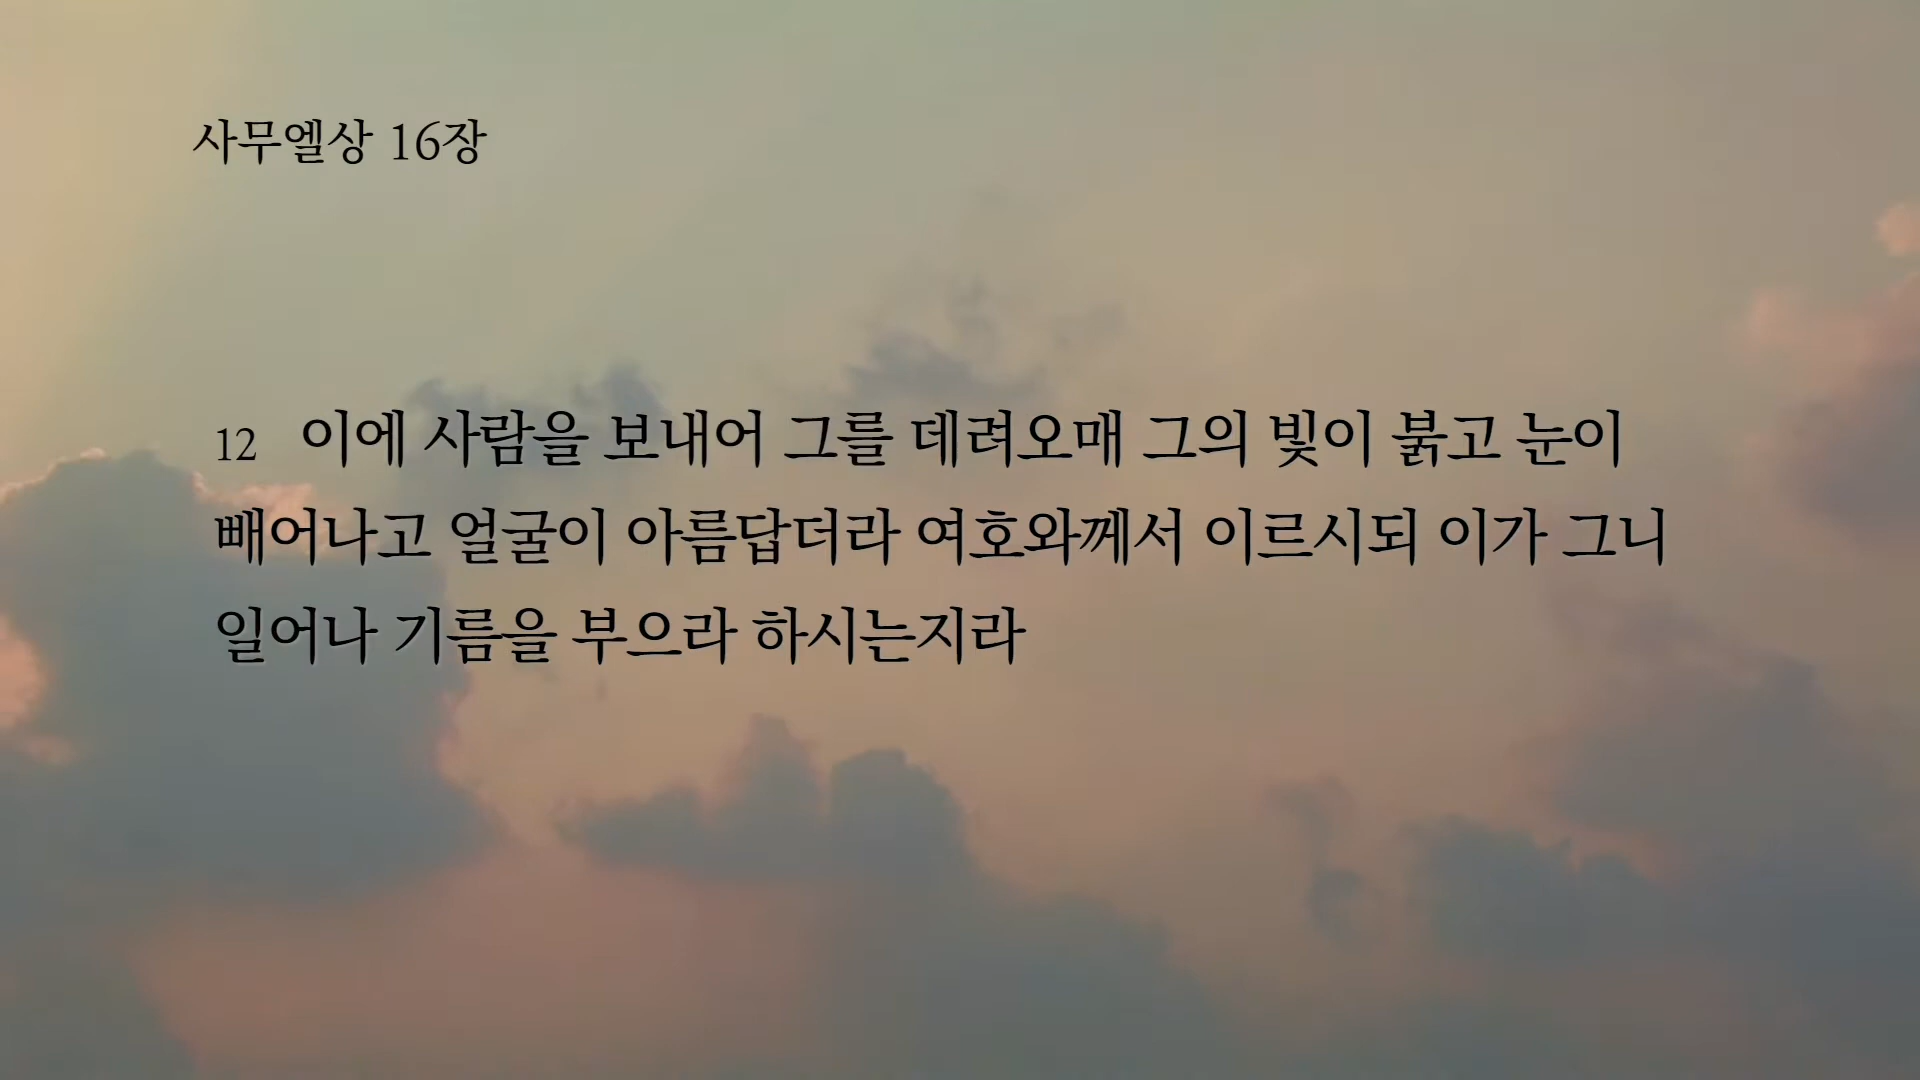 사무엘상 16장
12 이에 사람을 보내어 그를 데려오매 그의 빛이 붉고 눈이
빼어나고 얼굴이 아름답더라 여호와께서 이르시되 이가 그니
일어나 기름을 부으라 하시는지라